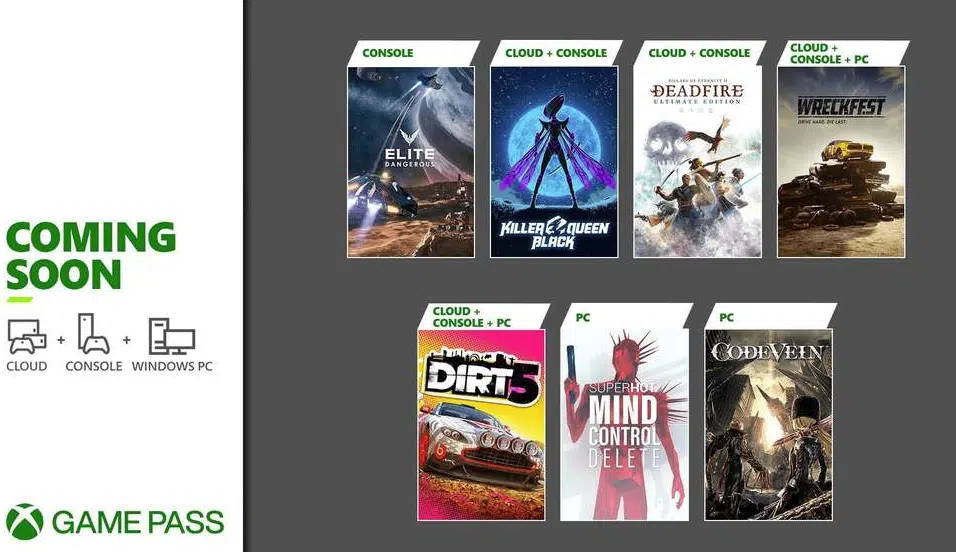 COMING
SOON
CLOUD + CONSOLE + WINDOWS PC
GAME PASS
CONSOLE
ELITE
DANGEROUS
CLOUD + CONSOLE
KILLER QUEEN
BLACK
CLOUD + CONSOLE
PILLARS OF ETERNITY II
DEADFIRE
ULTIMATE EDITION
CLOUD +
CONSOLE + PC
WRECKFEST
DRIVE HARD. DIE LAST.
CLOUD +
CONSOLE + PC
DIRT 5
PC
SUPERHOT
MIND
CONTROL
DELETE
PC
CODE VEIN